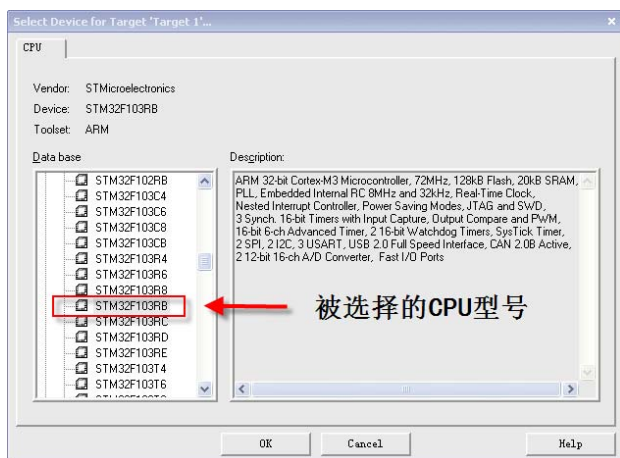 Select Device for Target 'Target 1'...
CPU
Vendor: STMicroelectronics
Device: STM32F103RB
Toolset: ARM
Data base
Description:
STM32F102RB
STM32F103C4
STM32F103C6
STM32F103C8
STM32F103CB
STM32F103R4
STM32F103R6
STM32F103R8
STM32F103RB
STM32F103RC
STM32F103RD
STM32F103RE
STM32F103T4
STM32F103T6
ARM 32-bit Cortex-M3 Microcontroller, 72MHz, 128kB Flash, 20kB SRAM,
PLL, Embedded Internal RC 8MHz and 32kHz, Real-Time Clock,
Nested Interrupt Controller, Power Saving Modes, JTAG and SWD,
3 Synch. 16-bit Timers with Input Capture, Output Compare and PWM,
16-bit 6-ch Advanced Timer, 2 16-bit Watchdog Timers, SysTick Timer,
2 SPI, 2 I2C, 3 USART, USB 2.0 Full Speed Interface, CAN 2.0B Active,
2 12-bit 16-ch A/D Converter, Fast I/O Ports
被选择的CPU型号
OK
Cancel
Help